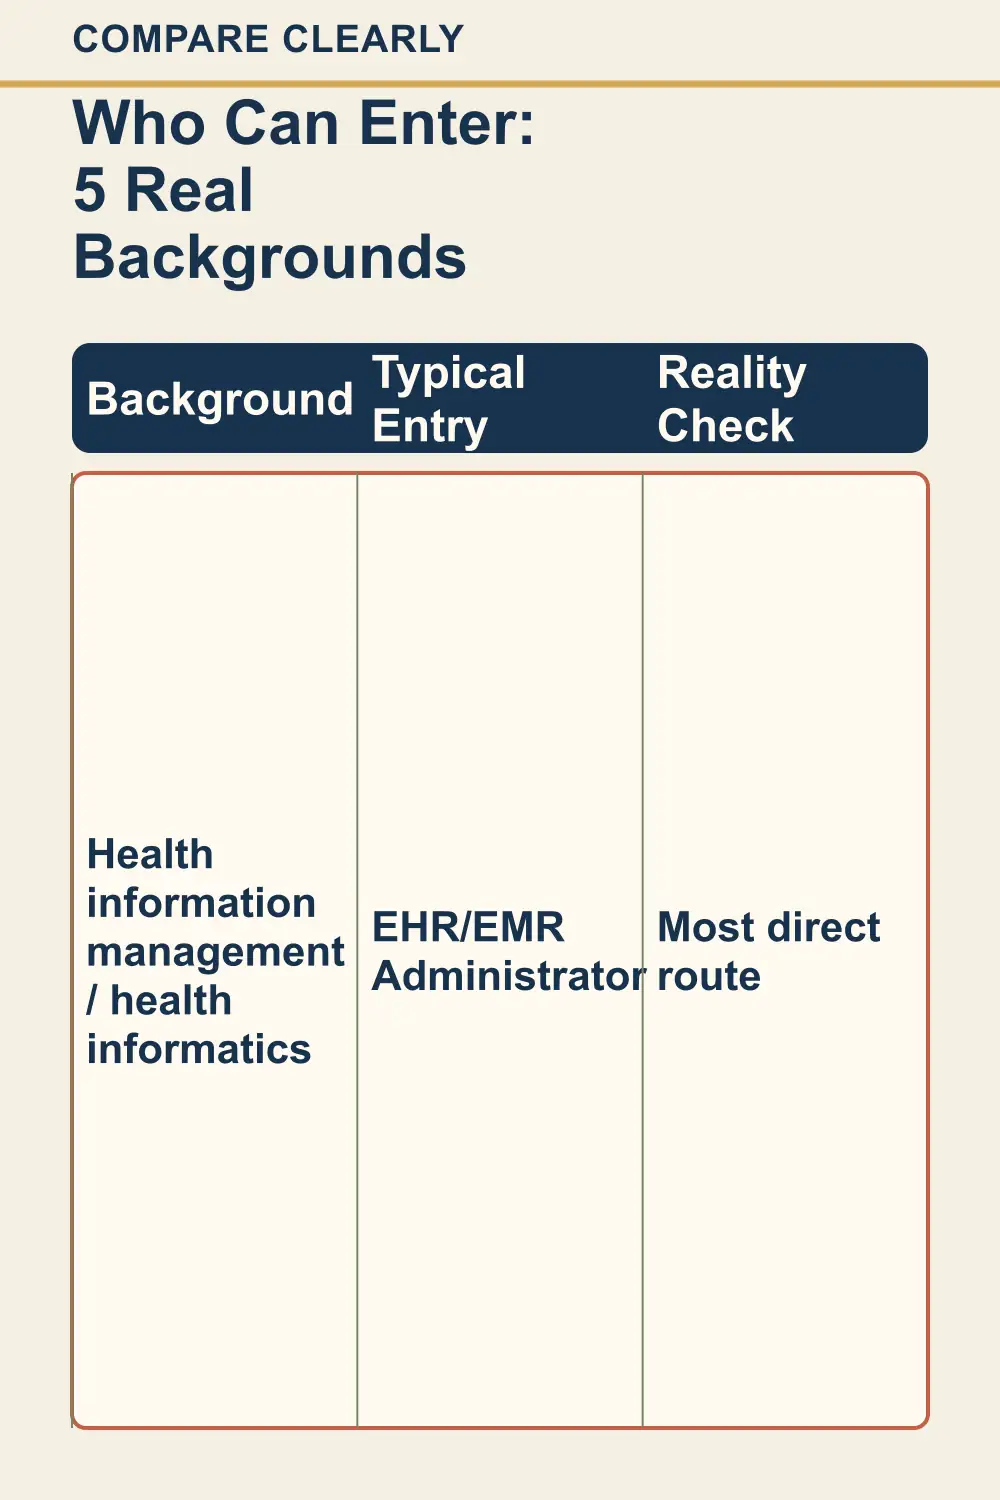 COMPARE CLEARLY
Who Can Enter:
5 Real
Backgrounds
Background
Typical
Entry
Reality
Check
Health
information
management
/ health
informatics
EHR/EMR
Administrator
Most direct
route